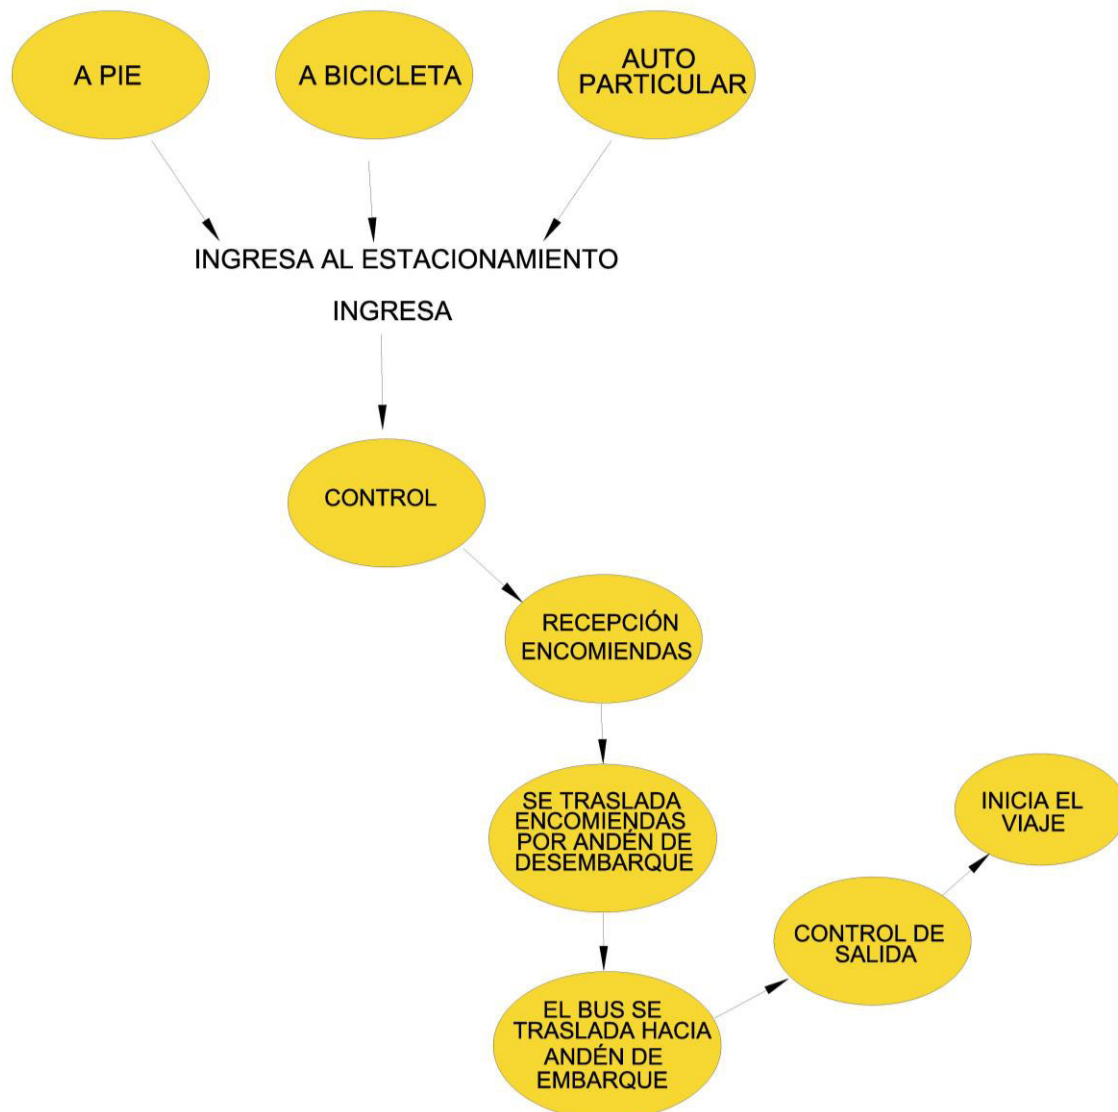 A PIE
A BICICLETA
AUTO
PARTICULAR
INGRESA AL ESTACIONAMIENTO
INGRESA
CONTROL
RECEPCIÓN
ENCOMIENDAS
SE TRASLADA
ENCOMIENDAS
POR ANDÉN DE
DESEMBARQUE
INICIA EL
VIAJE
CONTROL DE
SALIDA
EL BUS SE
TRASLADA HACIA
ANDÉN DE
EMBARQUE